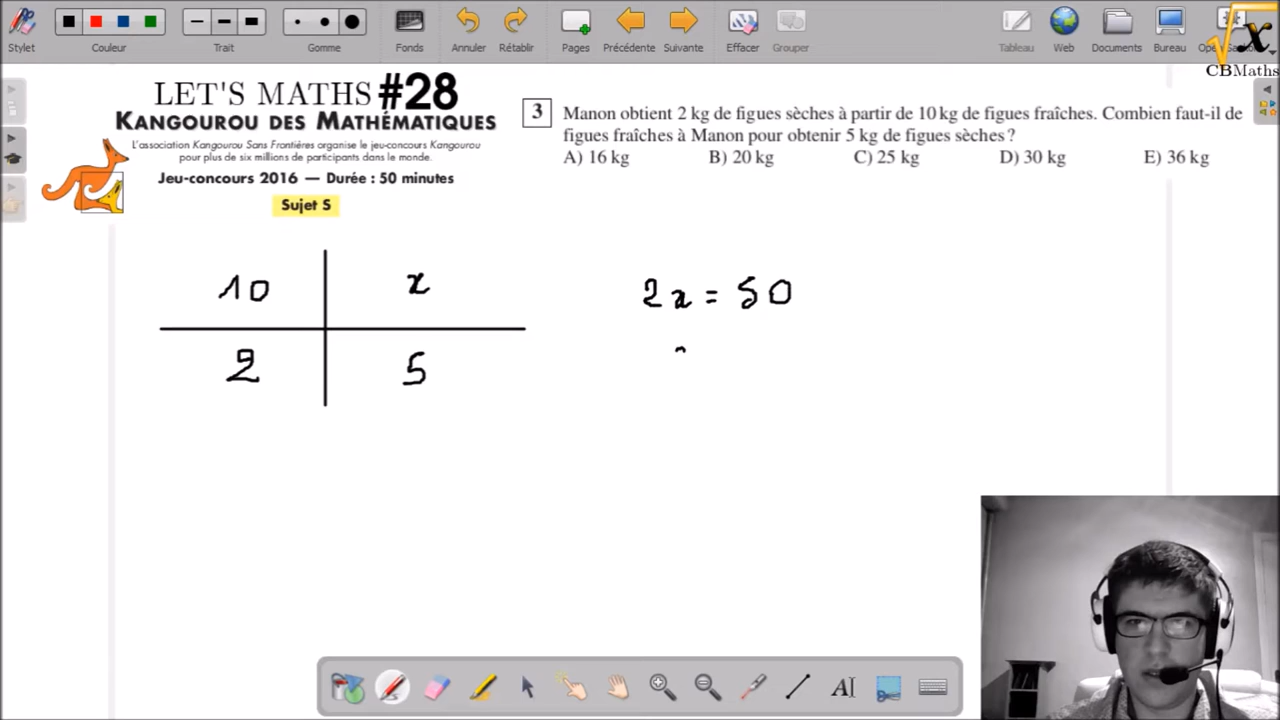 Stylet Couleur Trait Gomme Fonds Annuler Rétablir Pages Précédente Suivante Effacer Grouper Tableau Web Documents Bureau
CBMaths
LET'S MATHS #28
KANGOUROU DES MATHÉMATIQUES
L'association Kangourou Sans Frontières organise le jeu-concours Kangourou
pour plus de six millions de participants dans le monde.
Jeu-concours 2016 — Durée : 50 minutes
Sujet S
3 Manon obtient 2 kg de figues sèches à partir de 10 kg de figues fraîches. Combien faut-il de
figues fraîches à Manon pour obtenir 5 kg de figues sèches ?
A) 16 kg B) 20 kg C) 25 kg D) 30 kg E) 36 kg
10 x
2 5
2x = 50